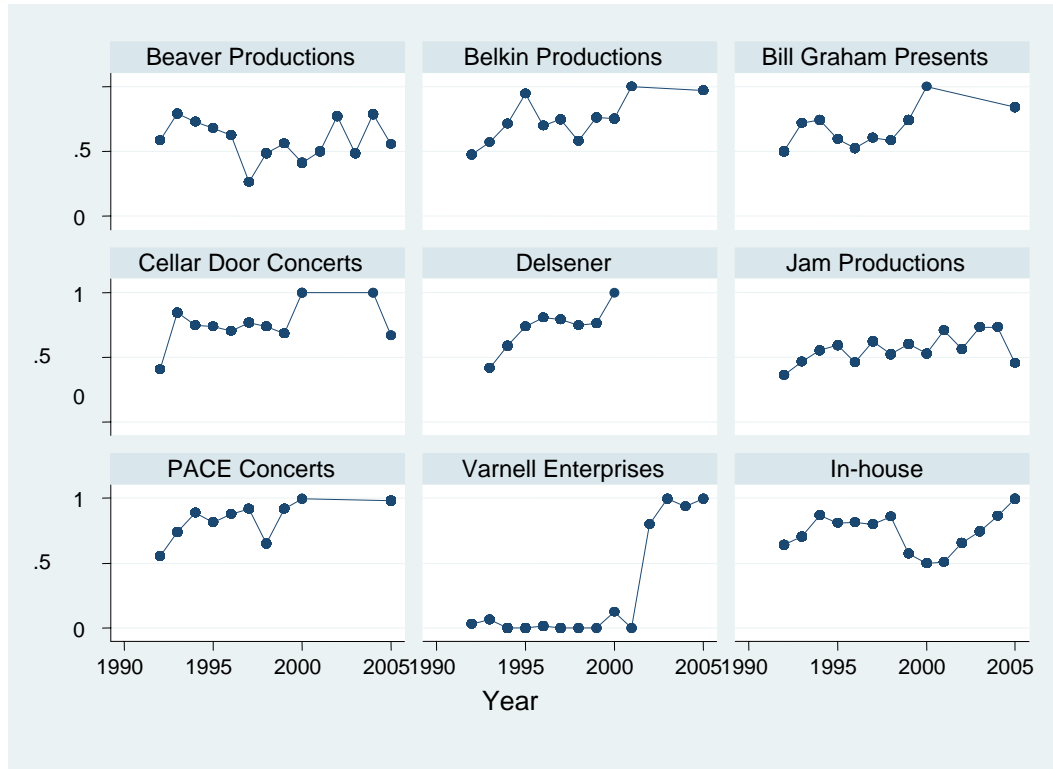 Beaver Productions Belkin Productions Bill Graham Presents
.5
0
Cellar Door Concerts Delsener Jam Productions
1
.5
0
PACE Concerts Varnell Enterprises In-house
1
.5
0
1990 1995 2000 2005 1990 1995 2000 2005 1990 1995 2000 2005
Year